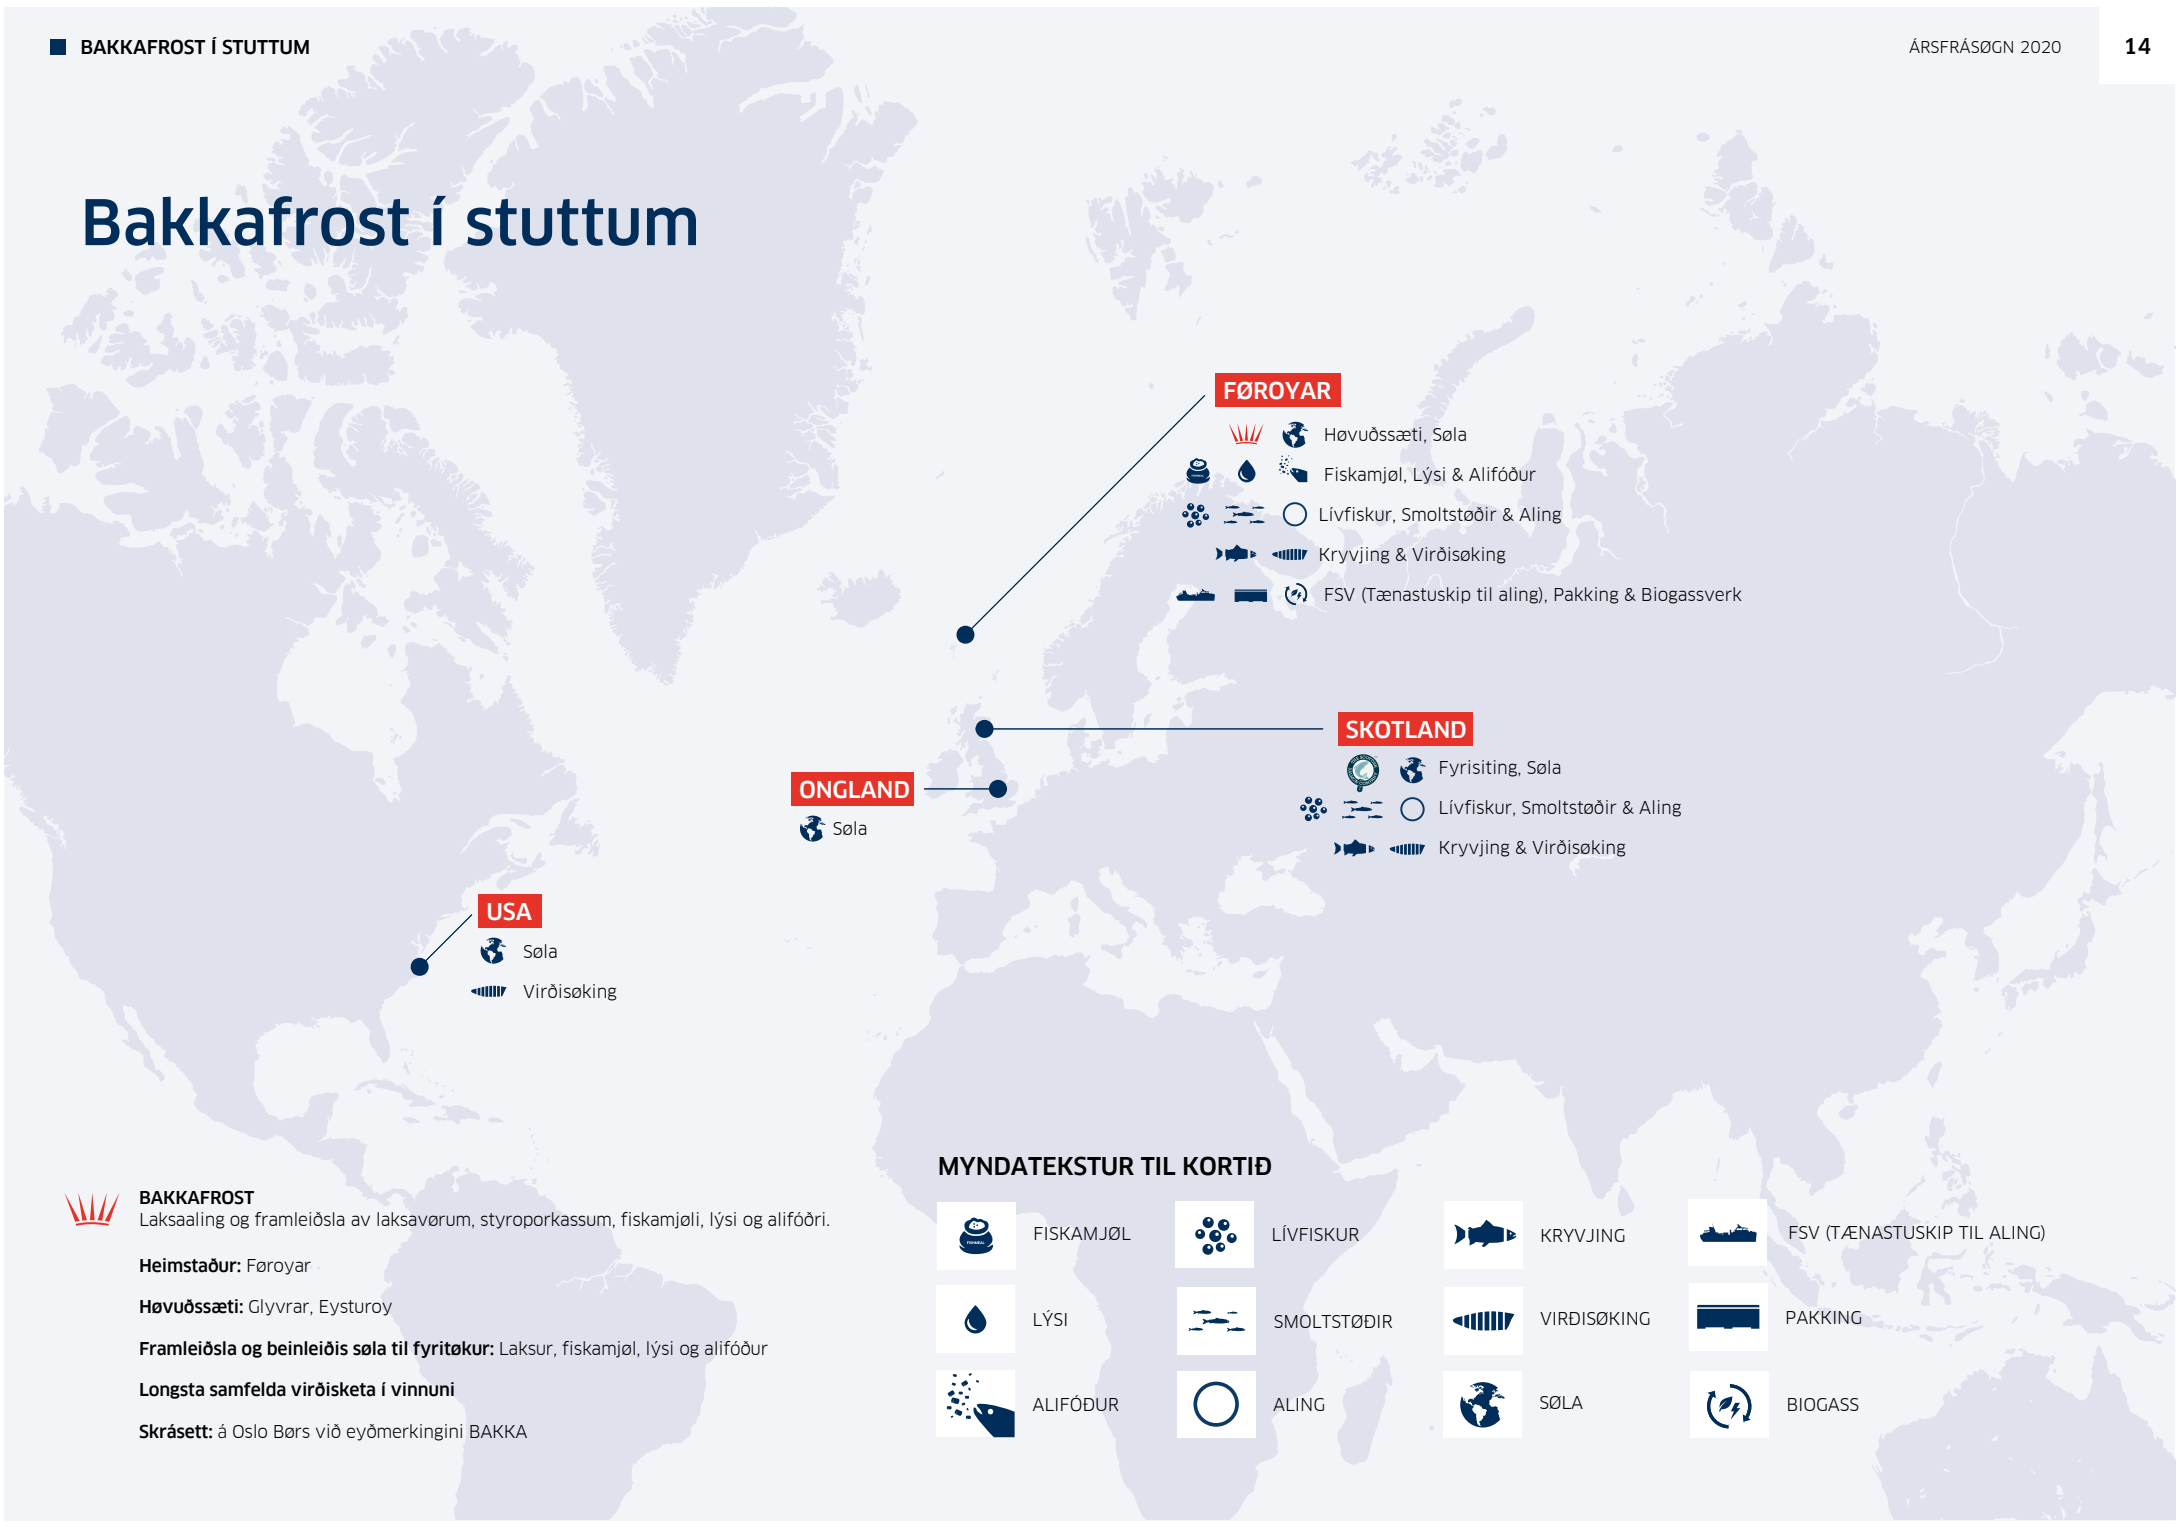 BAKKAFROST Í STUTTUM
ÁRSFRÁSØGN 2020
14
Bakkafrost í stuttum
FØROYAR
Høvuðssæti, Søla
Fiskamjøl, Lýsi & Alifóður
Lívfiskur, Smoltstøðir & Aling
Kryvjing & Virðisøking
FSV (Tænastuskip til aling), Pakking & Biogassverk
SKOTLAND
Fyrisiting, Søla
Lívfiskur, Smoltstøðir & Aling
Kryvjing & Virðisøking
ONGLAND
Søla
USA
Søla
Virðisøking
BAKKAFROST
Laksaaling og framleiðsla av laksavørum, styroporkassum, fiskamjøli, lýsi og alifóðri.
Heimstaður: Føroyar
Høvuðssæti: Glyvrar, Eysturoy
Framleiðsla og beinleiðis søla til fyritøkur: Laksur, fiskamjøl, lýsi og alifóður
Longsta samfelda virðisketa í vinnuni
Skrásett: á Oslo Børs við eyðmerkingini BAKKA
MYNDATEKSTUR TIL KORTIÐ
FISKAMJØL
LÍVFISKUR
KRYVJING
FSV (TÆNASTUSKIP TIL ALING)
LÝSI
SMOLTSTØÐIR
VIRÐISØKING
PAKKING
ALIFÓÐUR
ALING
SØLA
BIOGASS